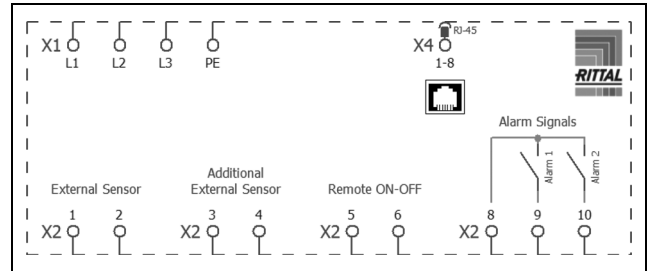 X1 L1 L2 L3 PE
X4 RJ-45
1-8
RITTAL
Alarm Signals
Alarm 1
Alarm 2
External Sensor
Additional
External Sensor
Remote ON-OFF
1 2 3 4 5 6 8 9 10
X2 X2 X2 X2